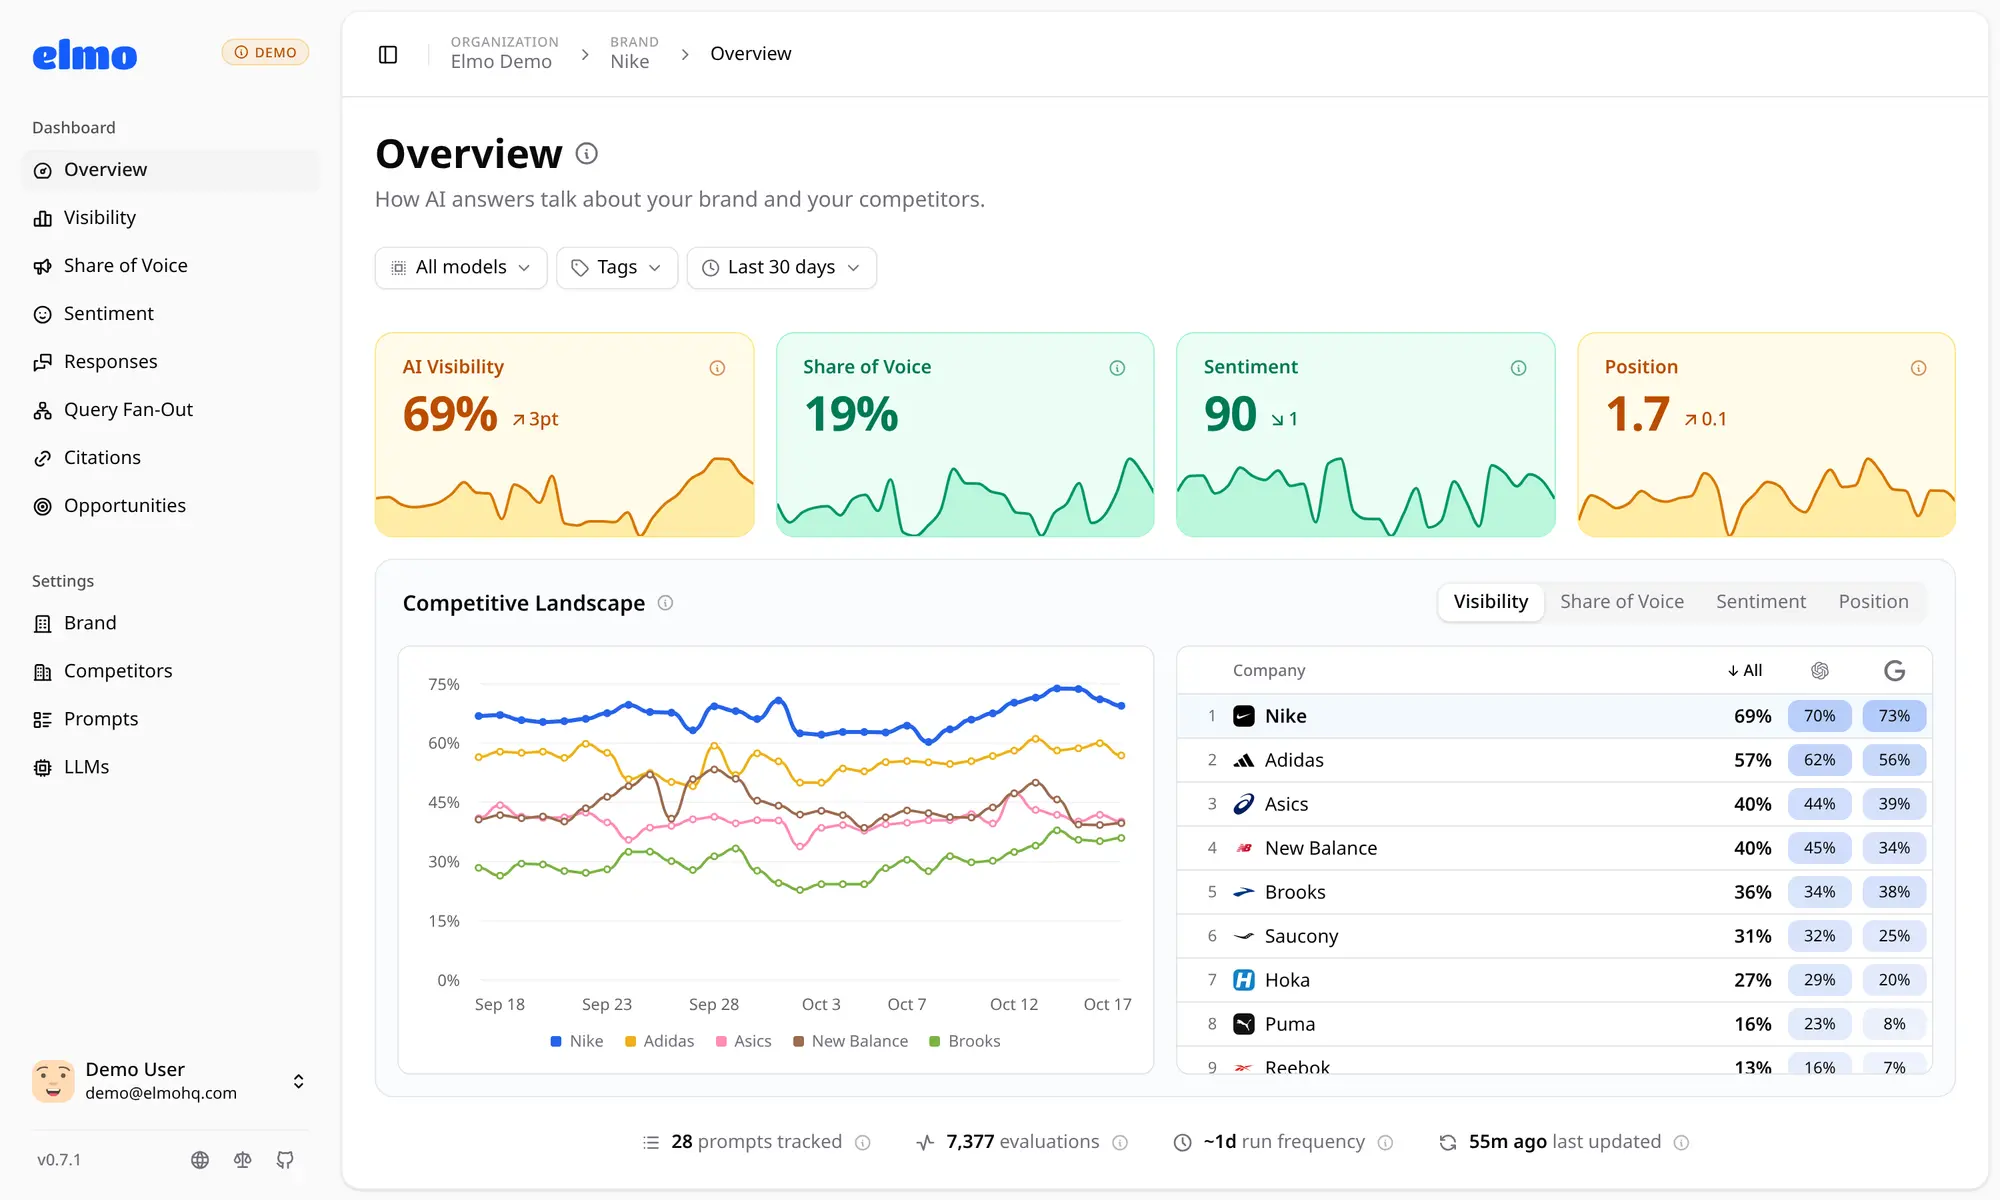 elmo
DEMO
Dashboard
Overview
Visibility
Share of Voice
Sentiment
Responses
Query Fan-Out
Citations
Opportunities
Settings
Brand
Competitors
Prompts
LLMs
Demo User
demo@elmohq.com
v0.7.1
ORGANIZATION
Elmo Demo
BRAND
Nike
Overview
Overview
How AI answers talk about your brand and your competitors.
All models
Tags
Last 30 days
AI Visibility
69% 3pt
Share of Voice
19%
Sentiment
90 1
Position
1.7 0.1
Competitive Landscape
Visibility Share of Voice Sentiment Position
75%
60%
45%
30%
15%
0%
Sep 18 Sep 23 Sep 28 Oct 3 Oct 7 Oct 12 Oct 17
Nike Adidas Asics New Balance Brooks
Company All
1 Nike 69% 70% 73%
2 Adidas 57% 62% 56%
3 Asics 40% 44% 39%
4 New Balance 40% 45% 34%
5 Brooks 36% 34% 38%
6 Saucony 31% 32% 25%
7 Hoka 27% 29% 20%
8 Puma 16% 23% 8%
9 Reebok 13% 16% 7%
28 prompts tracked
7,377 evaluations
~1d run frequency
55m ago last updated